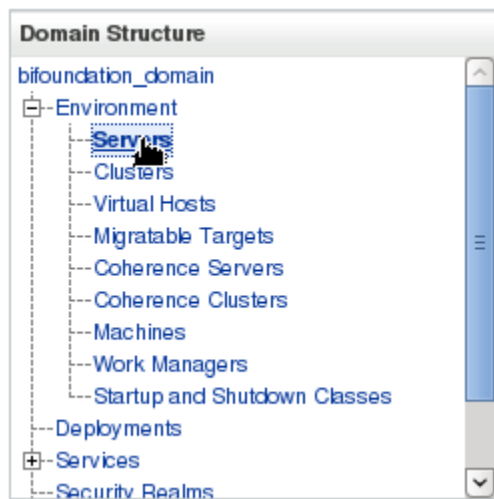 Domain Structure
bifoundation_domain
Environment
Servers
Clusters
Virtual Hosts
Migratable Targets
Coherence Servers
Coherence Clusters
Machines
Work Managers
Startup and Shutdown Classes
Deployments
Services
Security Realms